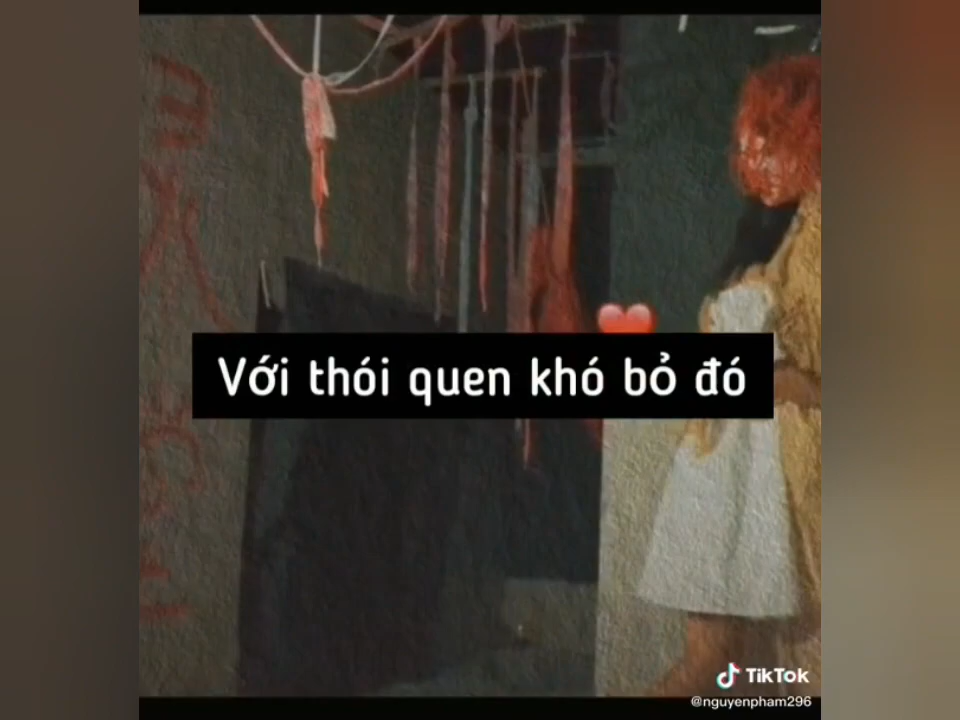 Với thói quen khó bỏ đó
TikTok
@nguyenpham296